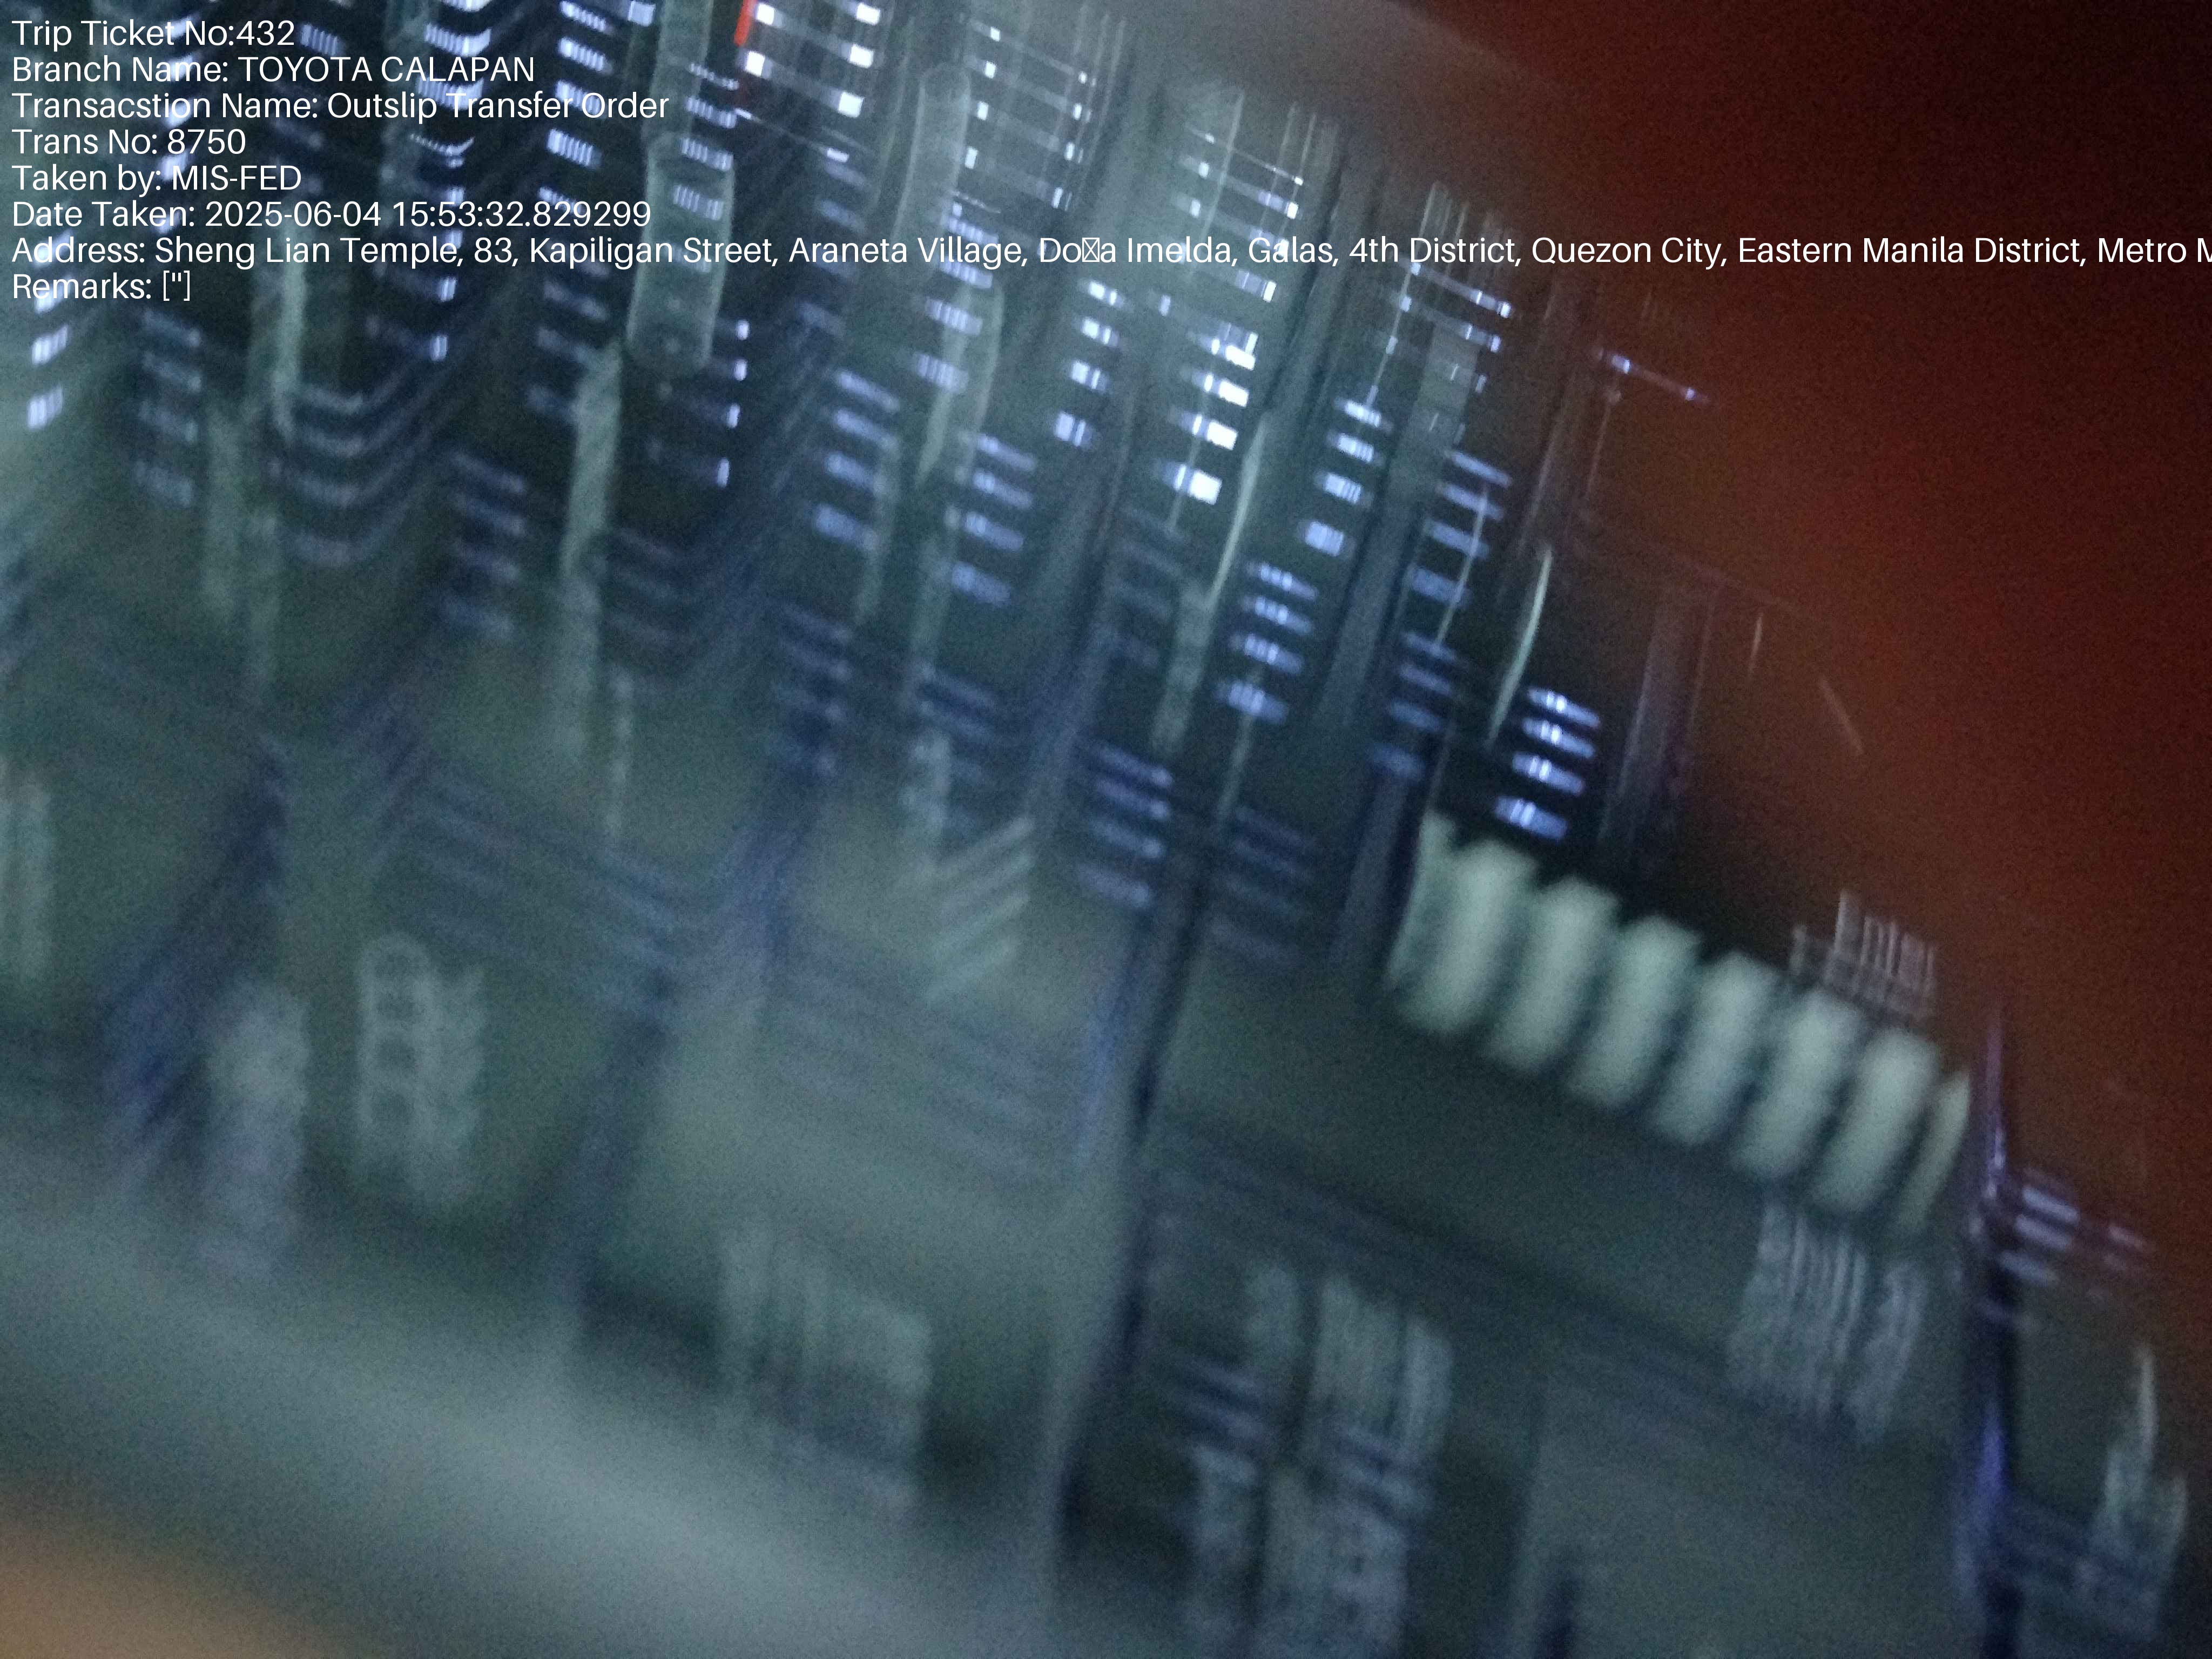 Trip Ticket No:432
Branch Name: TOYOTA CALAPAN
Transacstion Name: Outslip Transfer Order
Trans No: 8750
Taken by: MIS-FED
Date Taken: 2025-06-04 15:53:32.829299
Address: Sheng Lian Temple, 83, Kapiligan Street, Araneta Village, Do☒a Imelda, Galas, 4th District, Quezon City, Eastern Manila District, Metro M
Remarks: ['']